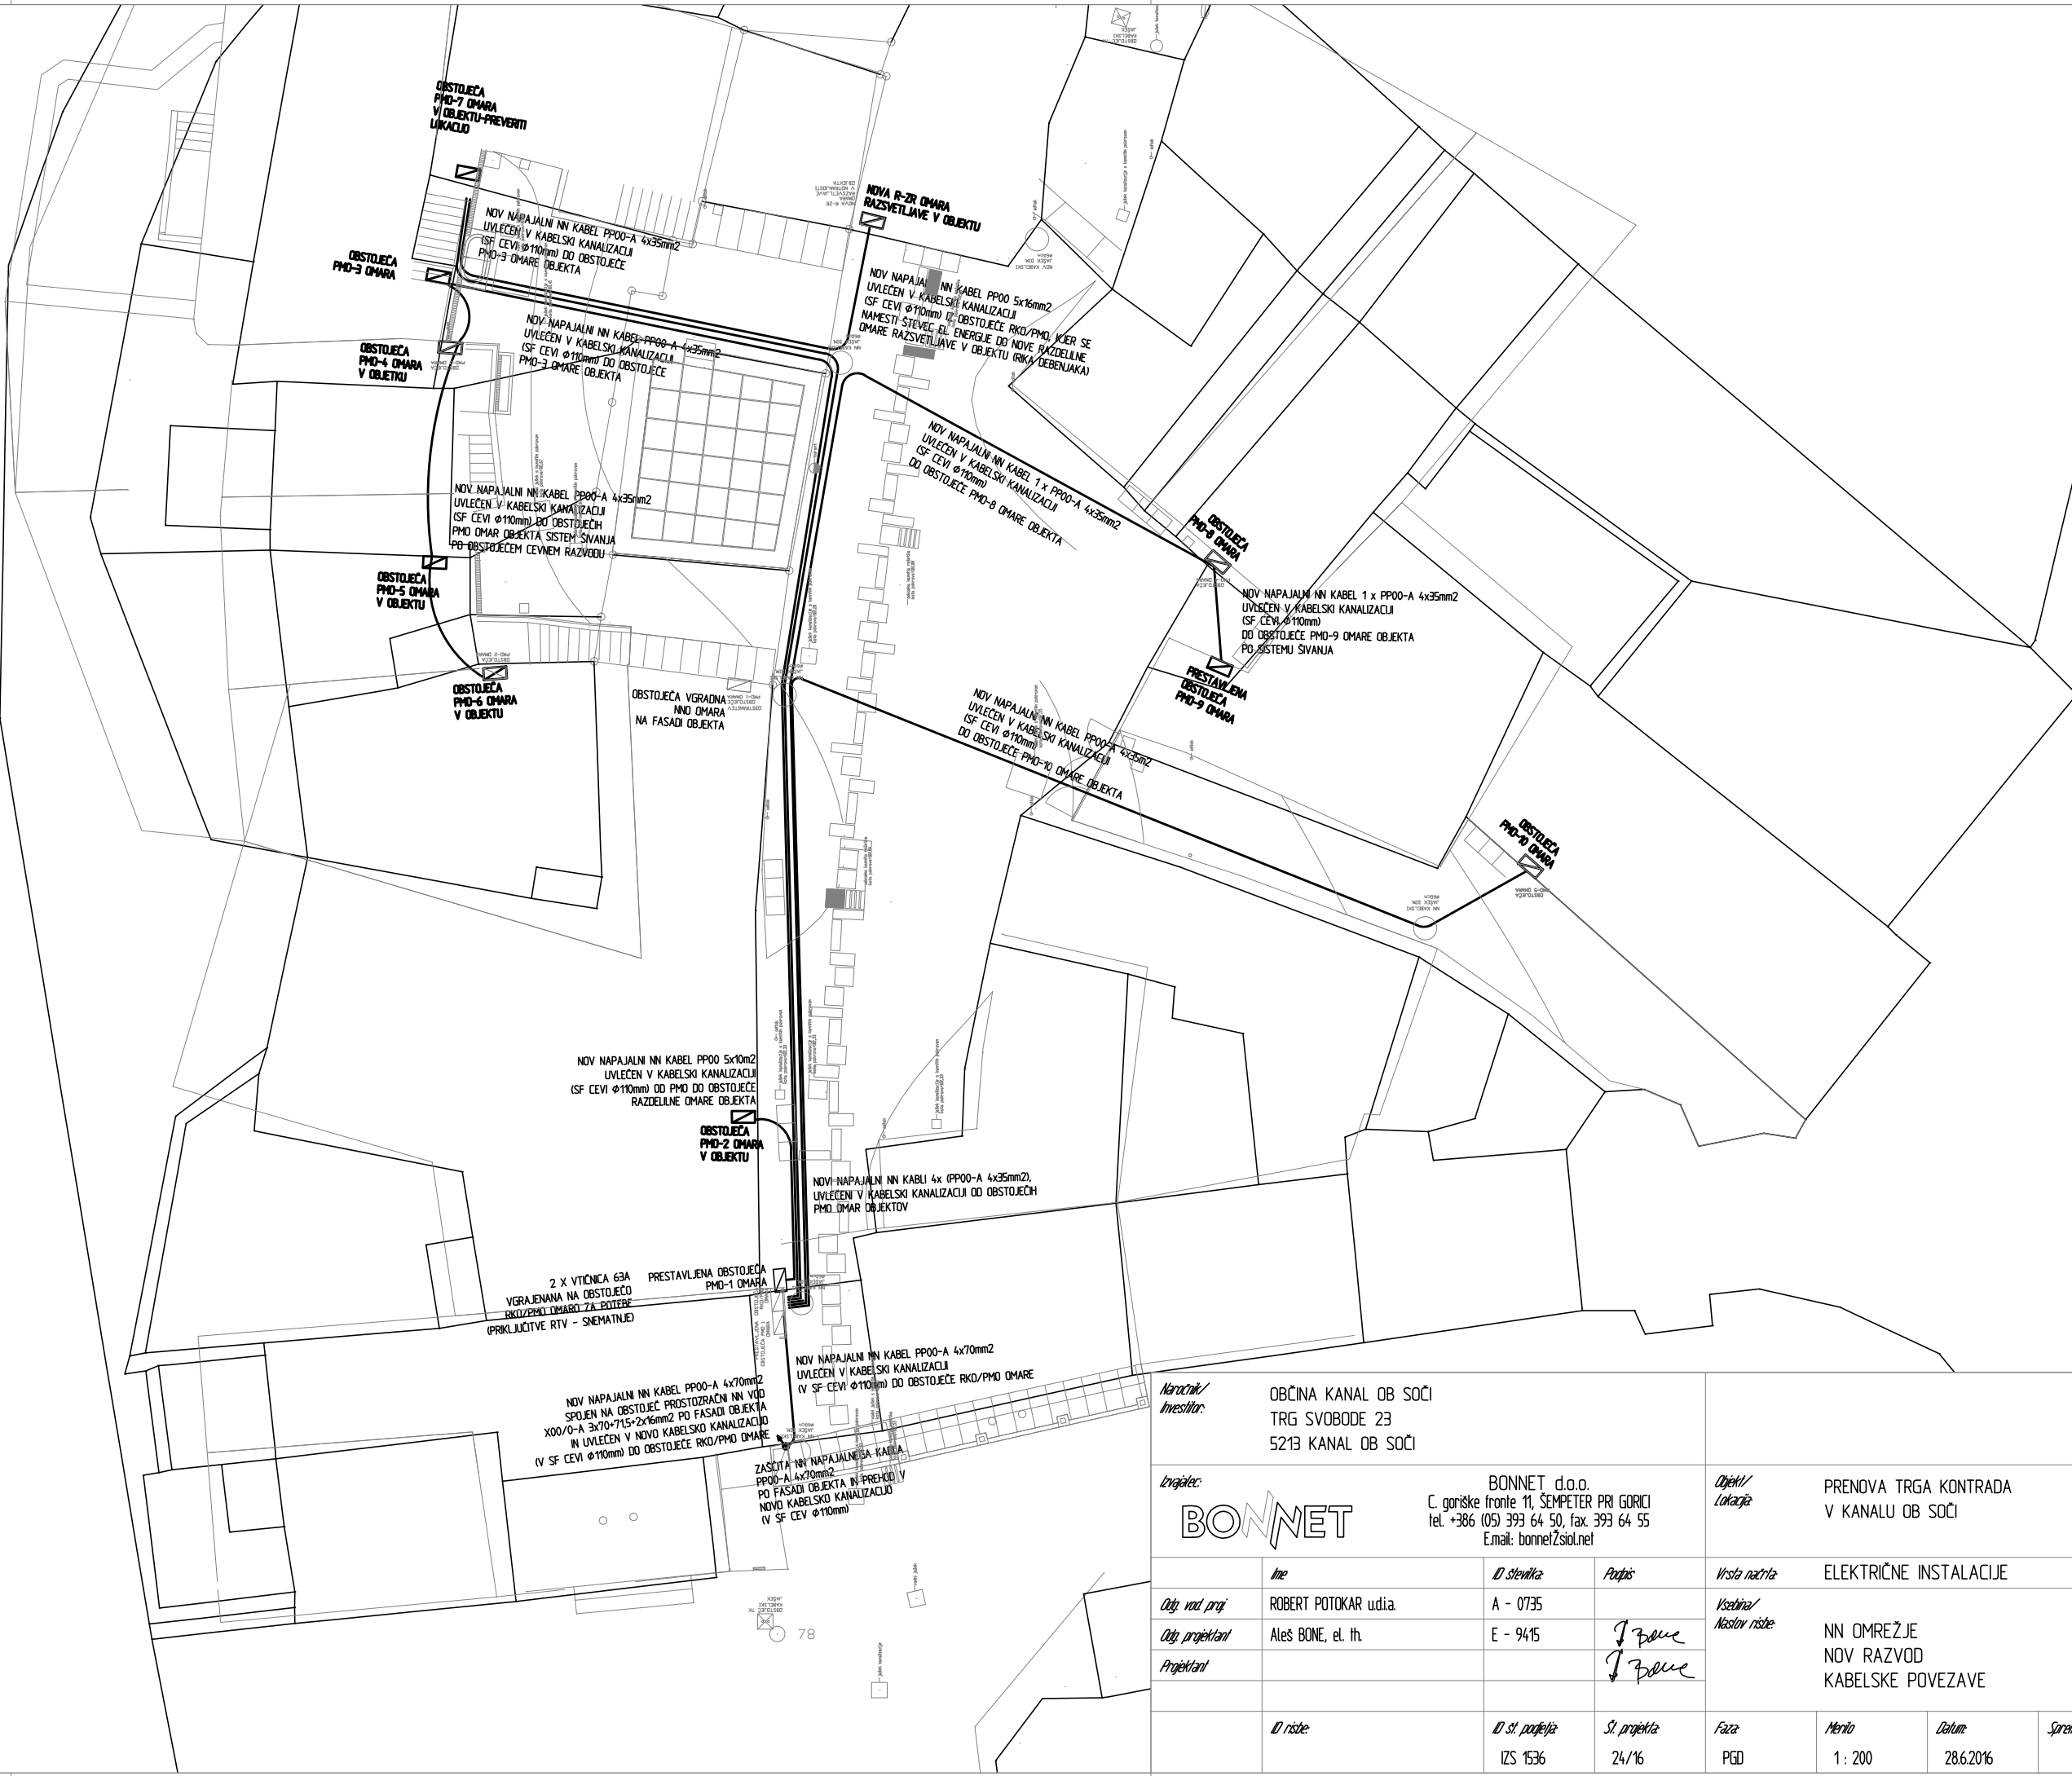 OBSTOJEČA
PMO-7 OMARA
V OBJEKTU-PREVERITI
LOKACIJO
NOVA R-ZR OMARA
RAZSVETLJAVE V OBJEKTU
NOV NAPAJALNI NN KABEL PP00-A 4x35mm2
UVLEČEN V KABELSKI KANALIZACIJI
(SF CEVI ϕ110mm) DO OBSTOJEČE
PMO-3 OMARE OBJEKTA
OBSTOJEČA
PMO-3 OMARA
NOV NAPAJALNI NN KABEL PP00 5x16mm2
UVLEČEN V KABELSKI KANALIZACIJI
(SF CEVI ϕ110mm) IZ OBSTOJEČE RKO/PMO, KJER SE
NAMESTI ŠTEVEC EL. ENERGIJE DO NOVE RAZDELILNE
OMARE RAZSVETLJAVE V OBJEKTU (RIKA DEBENJAKA)
NOV NAPAJALNI NN KABEL PP00-A 4x35mm2
UVLEČEN V KABELSKI KANALIZACIJI
(SF CEVI ϕ110mm) DO OBSTOJEČE
PMO-3 OMARE OBJEKTA
OBSTOJEČA
PMO-4 OMARA
V OBJETKU
NOV NAPAJALNI NN KABEL 1 x PP00-A 4x35mm2
UVLEČEN V KABELSKI KANALIZACIJI
(SF CEVI ϕ110mm)
DO OBSTOJEČE PMO-8 OMARE OBJEKTA
NOV NAPAJALNI NN KABEL PP00-A 4x35mm2
UVLEČEN V KABELSKI KANALIZACIJI
(SF CEVI ϕ110mm) DO OBSTOJEČIH
PMO OMAR OBJEKTA SISTEM ŠIVANJA
PO OBSTOJEČEM CEVNEM RAZVODU
OBSTOJEČA
PMO-8 OMARA
OBSTOJEČA
PMO-5 OMARA
V OBJEKTU
NOV NAPAJALNI NN KABEL 1 x PP00-A 4x35mm2
UVLEČEN V KABELSKI KANALIZACIJI
(SF CEVI ϕ110mm)
DO OBSTOJEČE PMO-9 OMARE OBJEKTA
PO SISTEMU ŠIVANJA
PRESTAVLJENA
OBSTOJEČA
PMO-9 OMARA
OBSTOJEČA
PMO-6 OMARA
V OBJEKTU
OBSTOJEČA VGRADNA
NNO OMARA
NA FASADI OBJEKTA
NOV NAPAJALNI NN KABEL PP00-A 4x35m2
UVLEČEN V KABELSKI KANALIZACIJI
(SF CEVI ϕ110mm)
DO OBSTOJEČE PMO-10 OMARE OBJEKTA
OBSTOJEČA
PMO-10 OMARA
NOV NAPAJALNI NN KABEL PP00 5x10m2
UVLEČEN V KABELSKI KANALIZACIJI
(SF CEVI ϕ110mm) OD PMO DO OBSTOJEČE
RAZDELILNE OMARE OBJEKTA
OBSTOJEČA
PMO-2 OMARA
V OBJEKTU
NOVI NAPAJALNI NN KABLI 4x (PP00-A 4x35mm2),
UVLEČENI V KABELSKI KANALIZACIJI OD OBSTOJEČIH
PMO OMAR OBJEKTOV
PRESTAVLJENA OBSTOJEČA
PMO-1 OMARA
2 X VTIČNICA 63A
VGRAJENANA NA OBSTOJEČO
RKO/PMO OMARO ZA POTEBE
(PRIKLJUČITVE RTV - SNEMATNJE)
NOV NAPAJALNI NN KABEL PP00-A 4x70mm2
UVLEČEN V KABELSKI KANALIZACIJI
(V SF CEVI ϕ110mm) DO OBSTOJEČE RKO/PMO OMARE
NOV NAPAJALNI NN KABEL PP00-A 4x70mm2
SPOJEN NA OBSTOJEČ PROSTOZRAČNI NN VOD
X00/0-A 3x70+71,5+2x16mm2 PO FASADI OBJEKTA
IN UVLEČEN V NOVO KABELSKO KANALIZACIJO
(V SF CEVI ϕ110mm) DO OBSTOJEČE RKO/PMO OMARE
ZAŠČITA NN NAPAJALNEGA KABLA
PP00-A 4x70mm2
PO FASADI OBJEKTA IN PREHOD V
NOVO KABELSKO KANALIZACIJO
(V SF CEV ϕ110mm)
78
Naročnik/
Investitor:
OBČINA KANAL OB SOČI
TRG SVOBODE 23
5213 KANAL OB SOČI
Izvajalec:
BONNET
BONNET d.o.o.
C. goriške fronte 11, ŠEMPETER PRI GORICI
tel. +386 (05) 393 64 50, fax. 393 64 55
E.mail: bonnetŽsiol.net
Objekt/
Lokacija:
PRENOVA TRGA KONTRADA
V KANALU OB SOČI
Ime
ID številka:
Podpis
Vrsta načrta:
ELEKTRIČNE INSTALACIJE
Odg. vod. proj.
ROBERT POTOKAR u.d.i.a.
A - 0735
Odg. projektant
Aleš BONE, el. th.
E - 9415
Projektant
Vsebina/
Naslov risbe:
NN OMREŽJE
NOV RAZVOD
KABELSKE POVEZAVE
ID risbe:
ID št. podjetja:
IZS 1536
Št. projekta:
24/16
Faza:
PGD
Merilo
1 : 200
Datum:
28.6.2016